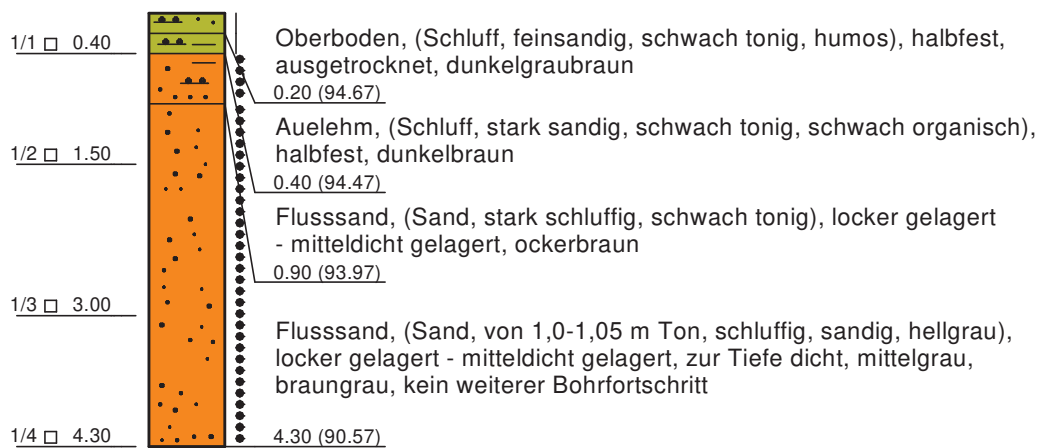 1/1 □ 0.40
Oberboden, (Schluff, feinsandig, schwach tonig, humos), halbfest,
ausgetrocknet, dunkelgraubraun
0.20 (94.67)
Auelehm, (Schluff, stark sandig, schwach tonig, schwach organisch),
1/2 □ 1.50
halbfest, dunkelbraun
0.40 (94.47)
Flusssand, (Sand, stark schluffig, schwach tonig), locker gelagert
- mitteldicht gelagert, ockerbraun
0.90 (93.97)
1/3 □ 3.00
Flusssand, (Sand, von 1,0-1,05 m Ton, schluffig, sandig, hellgrau),
locker gelagert - mitteldicht gelagert, zur Tiefe dicht, mittelgrau,
braungrau, kein weiterer Bohrfortschritt
1/4 □ 4.30
4.30 (90.57)